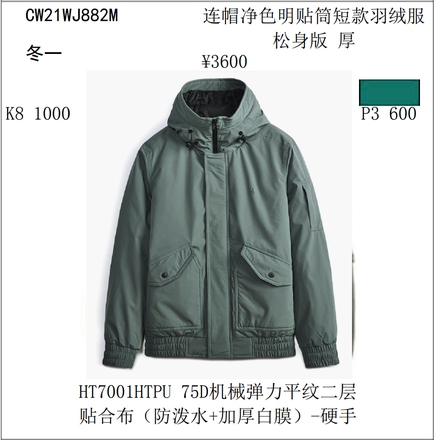 CW21WJ882M
连帽净色明贴筒短款羽绒服
松身版 厚
冬一
¥3600
K8 1000
P3 600
HT7001HTPU 75D机械弹力平纹二层
贴合布（防泼水+加厚白膜）-硬手